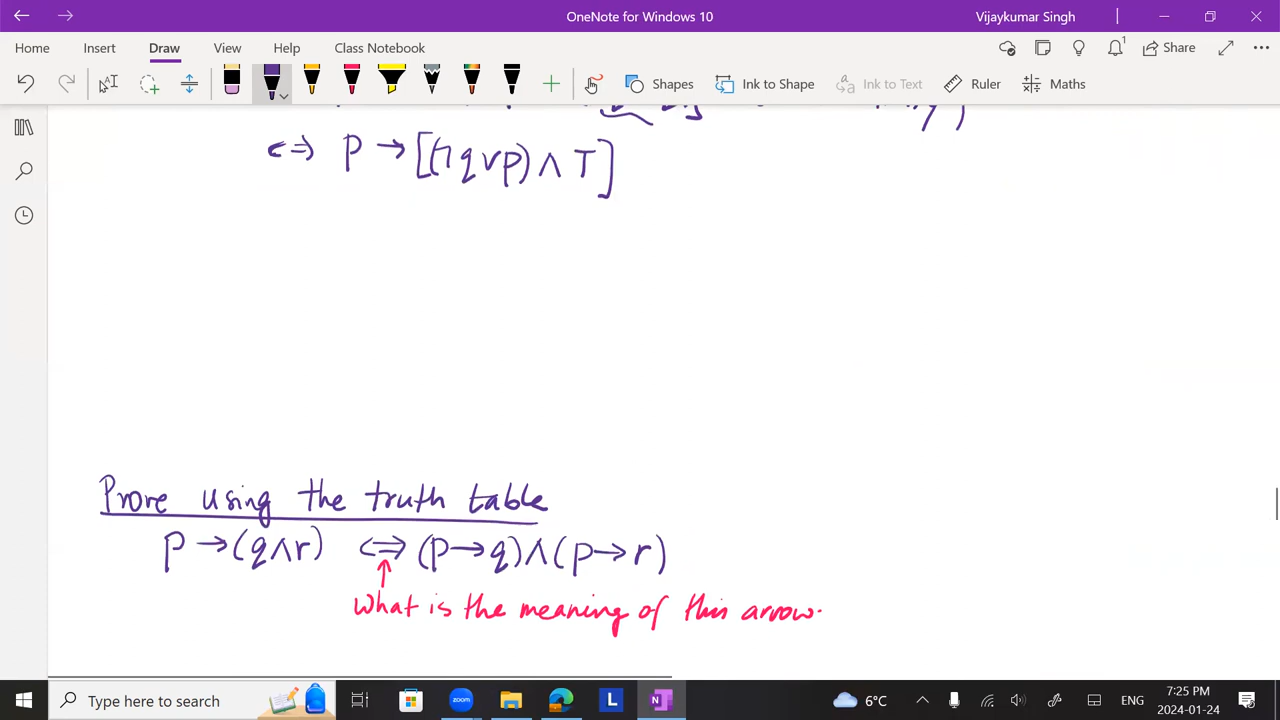 OneNote for Windows 10
Vijaykumar Singh
Home Insert Draw View Help Class Notebook
Share
Shapes Ink to Shape Ink to Text Ruler Maths
⇔ p → [(¬q ∨ p) ∧ T]
Prove using the truth table
p → (q ∧ r) ⇔ (p → q) ∧ (p → r)
What is the meaning of this arrow.
Type here to search
L
zoom
N
6°C
ENG
7:25 PM
2024-01-24